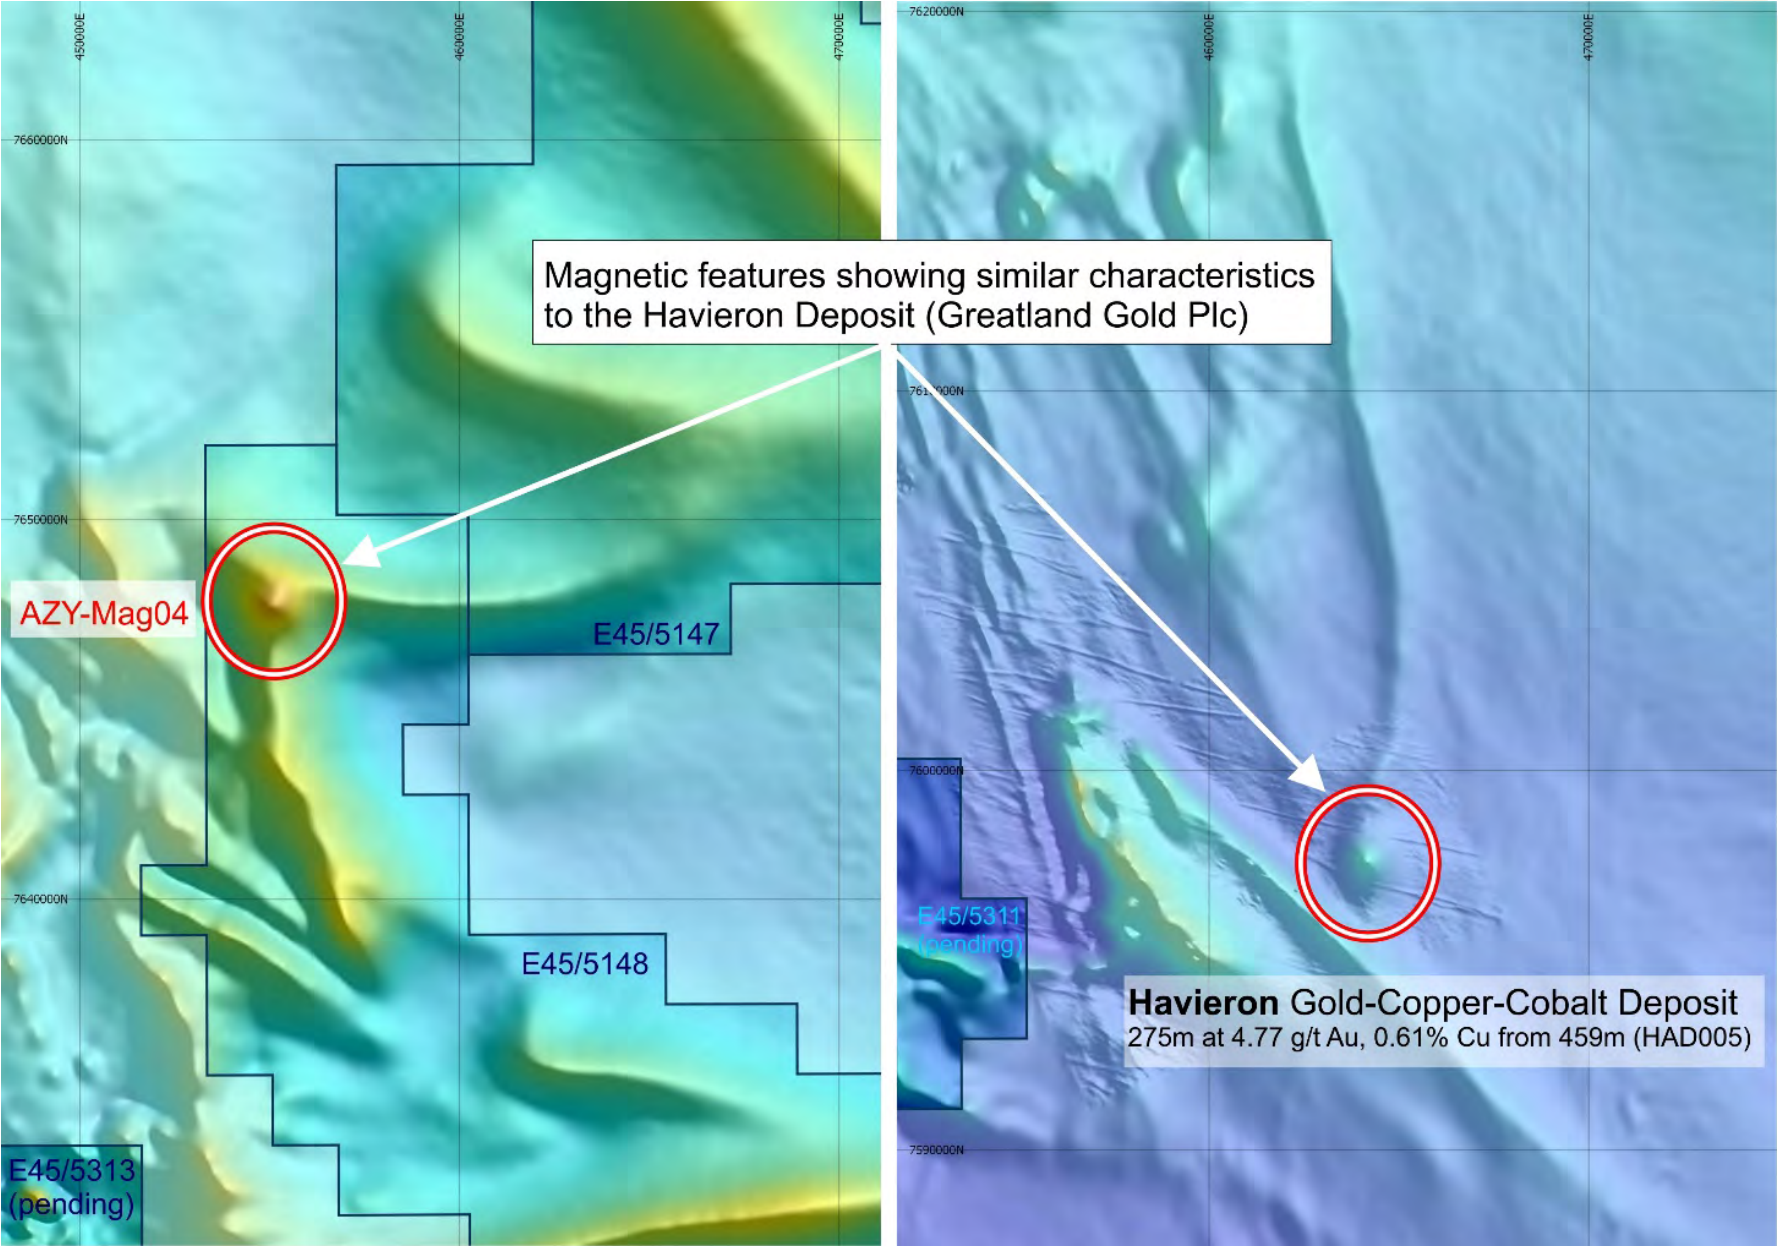 450000E
460000E
470000E
7660000N
7650000N
AZY-Mag04
E45/5147
7640000N
E45/5148
E45/5313
(pending)
Magnetic features showing similar characteristics
to the Havieron Deposit (Greatland Gold Plc)
7620000N
460000E
470000E
7600000N
E45/5311
(pending)
Havieron Gold-Copper-Cobalt Deposit
275m at 4.77 g/t Au, 0.61% Cu from 459m (HAD005)
7590000N